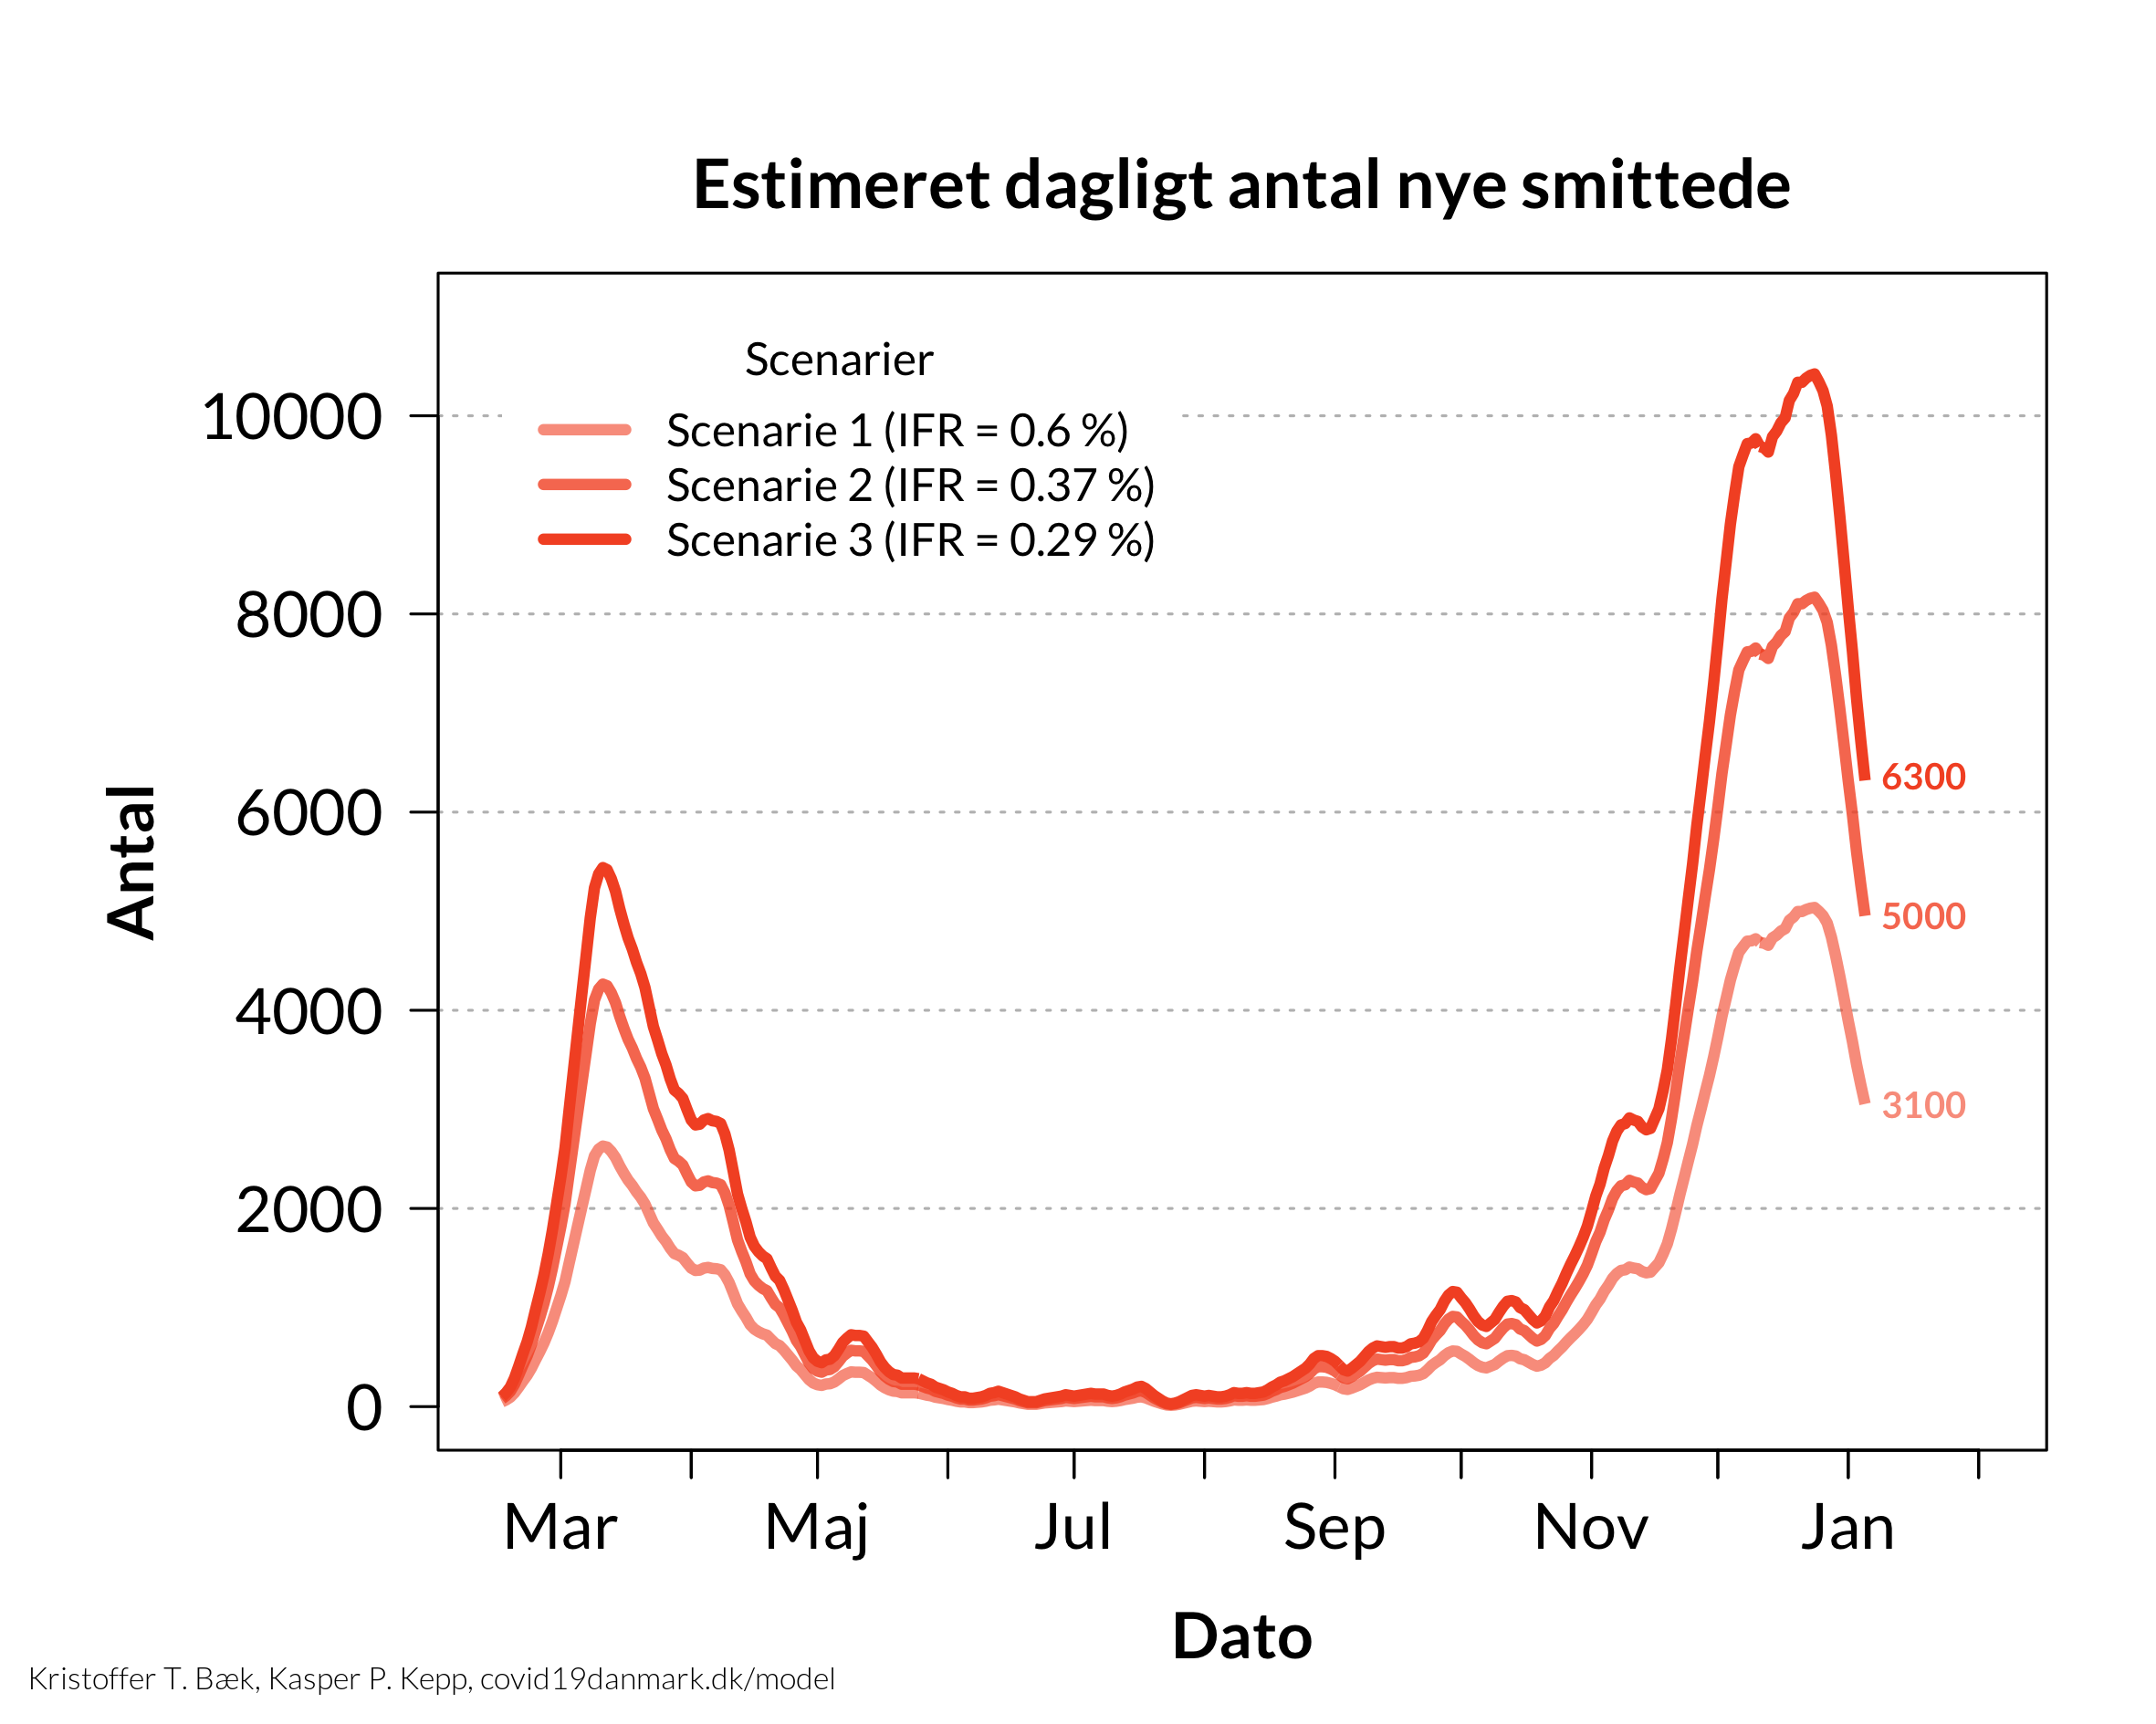 Estimeret dagligt antal nye smittede
Scenarier
Scenarie 1 (IFR = 0.6 %)
Scenarie 2 (IFR = 0.37 %)
Scenarie 3 (IFR = 0.29 %)
10000
8000
6000
4000
2000
0
Antal
6300
5000
3100
Mar
Maj
Jul
Sep
Nov
Jan
Dato
Kristoffer T. Bæk, Kasper P. Kepp, covid19danmark.dk/model